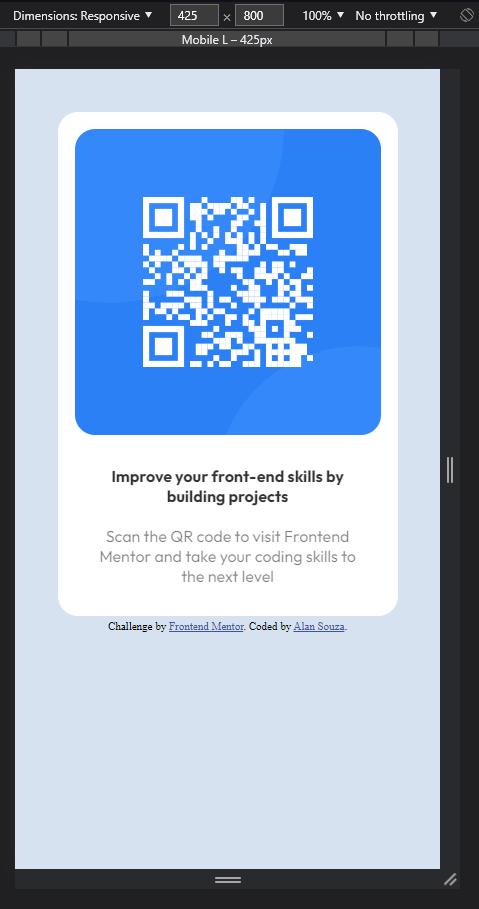 Dimensions: Responsive ▼ 425 × 800 100% ▼ No throttling ▼
Mobile L – 425px
Improve your front-end skills by
building projects
Scan the QR code to visit Frontend
Mentor and take your coding skills to
the next level
Challenge by Frontend Mentor. Coded by Alan Souza.